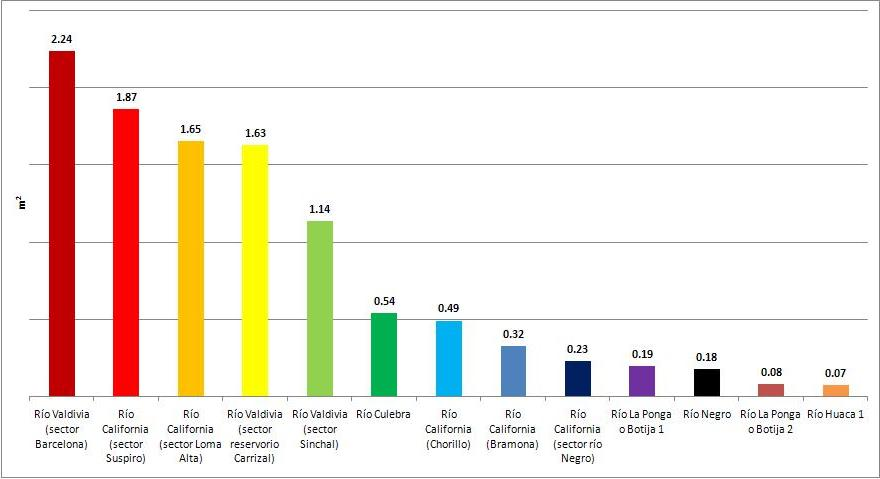 2.24
1.87
1.65
1.63
1.14
0.54
0.49
0.32
0.23
0.19
0.18
0.08
0.07
m²
Río Valdivia
(sector
Barcelona)
Río
California
(sector
Suspiro)
Río
California
(sector Loma
Alta)
Río Valdivia
(sector
reservorio
Carrizal)
Río Valdivia
(sector
Sinchal)
Río Culebra
Río
California
(Chorillo)
Río
California
(Bramona)
Río
California
(sector río
Negro)
Río La Ponga
o Botija 1
Río Negro
Río La Ponga
o Botija 2
Río Huaca 1